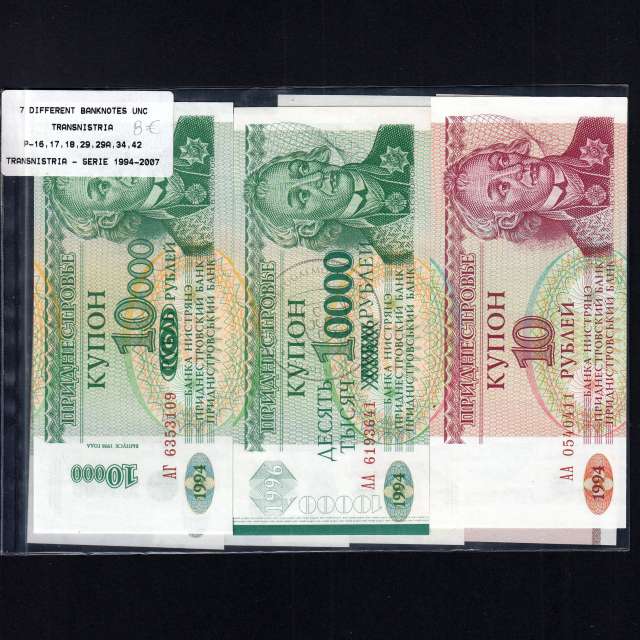 7 DIFFERENT BANKNOTES UNC
TRANSNISTRIA 8€
P-16,17,18,29,29A,34,42
TRANSNISTRIA - SERIE 1994-2007
ПРИДНЕСТРОВЬЕ
КУПОН
10000
РУБЛЕЙ
БАНКА НИСТРЯНЭ
ПРИДНЕСТРОВСКИЙ БАНК
ПРИДНІСТРОВСЬКИЙ БАНК
АГ 6353109
ВЫПУСК 1998 ГОДА
10000
1994
ПРИДНЕСТРОВЬЕ
КУПОН
ДЕСЯТЬ
ТЫСЯЧ
10000
РУБЛЕЙ
БАНКА НИСТРЯНЭ
ПРИДНЕСТРОВСКИЙ БАНК
ПРИДНІСТРОВСЬКИЙ БАНК
АА 6193641
1996
10000
1994
ПРИДНЕСТРОВЬЕ
КУПОН
10
РУБЛЕЙ
БАНКА НИСТРЯНЭ
ПРИДНЕСТРОВСКИЙ БАНК
ПРИДНІСТРОВСЬКИЙ БАНК
АА 0540411
1994